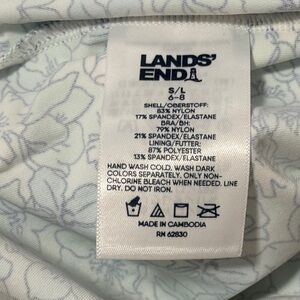 LANDS'
END
S/L
6-8
SHELL/OBERSTOFF:
83% NYLON
17% SPANDEX/ELASTANE
BRA/BH:
79% NYLON
21% SPANDEX/ELASTANE
LINING/FUTTER:
87% POLYESTER
13% SPANDEX/ELASTANE
HAND WASH COLD. WASH DARK
COLORS SEPARATELY. ONLY NON-
CHLORINE BLEACH WHEN NEEDED. LINE
DRY. DO NOT IRON.
MADE IN CAMBODIA
RN 62830